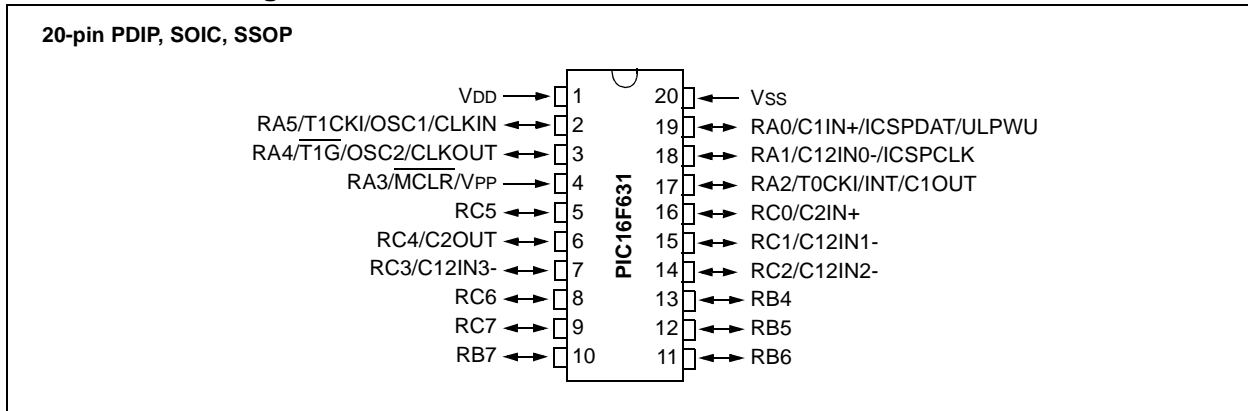 20-pin PDIP, SOIC, SSOP
VDD 1 20 VSS
RA5/T1CKI/OSC1/CLKIN 2 19 RA0/C1IN+/ICSPDAT/ULPWU
RA4/T1G/OSC2/CLKOUT 3 18 RA1/C12IN0-/ICSPCLK
RA3/MCLR/VPP 4 17 RA2/T0CKI/INT/C1OUT
RC5 5 16 RC0/C2IN+
RC4/C2OUT 6 15 RC1/C12IN1-
RC3/C12IN3- 7 14 RC2/C12IN2-
RC6 8 13 RB4
RC7 9 12 RB5
RB7 10 11 RB6
PIC16F631